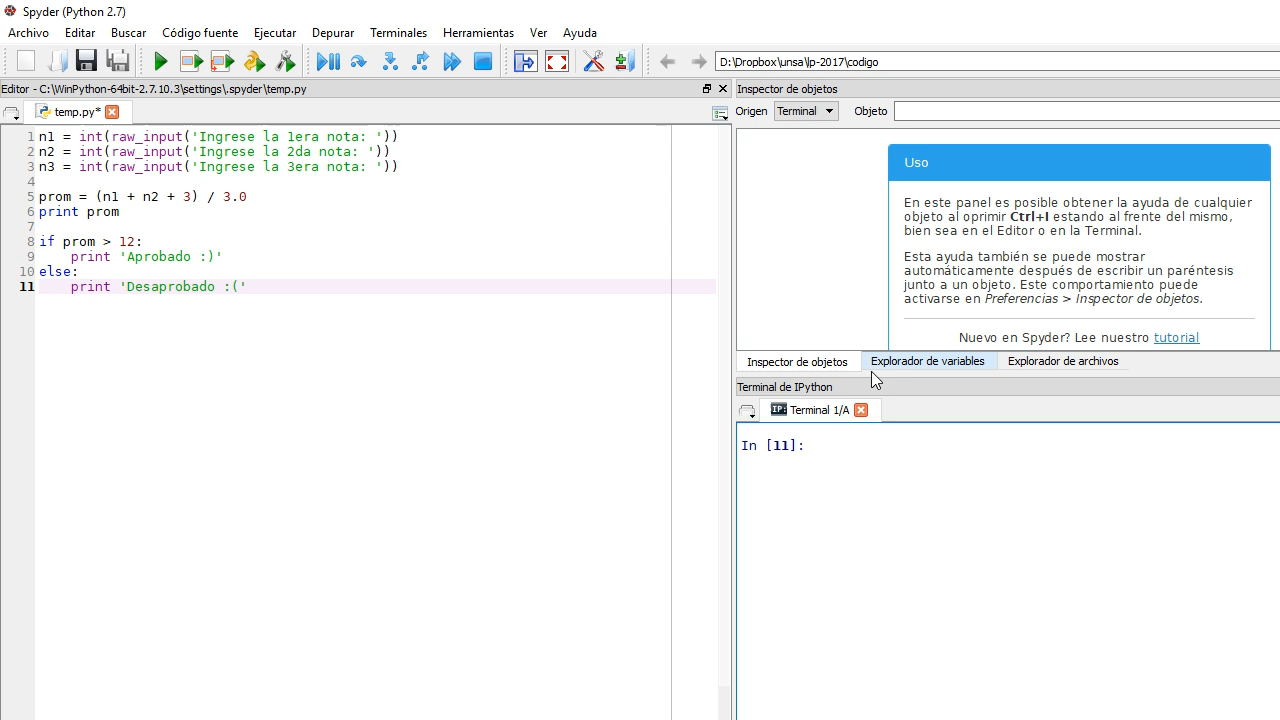 Spyder (Python 2.7)
Archivo Editar Buscar Código fuente Ejecutar Depurar Terminales Herramientas Ver Ayuda
D:\Dropbox\unsa\lp-2017\codigo
Editor - C:\WinPython-64bit-2.7.10.3\settings\.spyder\temp.py
temp.py*
1 n1 = int(raw_input('Ingrese la 1era nota: '))
2 n2 = int(raw_input('Ingrese la 2da nota: '))
3 n3 = int(raw_input('Ingrese la 3era nota: '))
4
5 prom = (n1 + n2 + 3) / 3.0
6 print prom
7
8 if prom > 12:
9     print 'Aprobado :)'
10 else:
11     print 'Desaprobado :('
Inspector de objetos
Origen Terminal Objeto
Uso
En este panel es posible obtener la ayuda de cualquier
objeto al oprimir Ctrl+I estando al frente del mismo,
bien sea en el Editor o en la Terminal.
Esta ayuda también se puede mostrar
automáticamente después de escribir un paréntesis
junto a un objeto. Este comportamiento puede
activarse en Preferencias > Inspector de objetos.
Nuevo en Spyder? Lee nuestro tutorial
Inspector de objetos Explorador de variables Explorador de archivos
Terminal de IPython
IP: Terminal 1/A
In [11]: